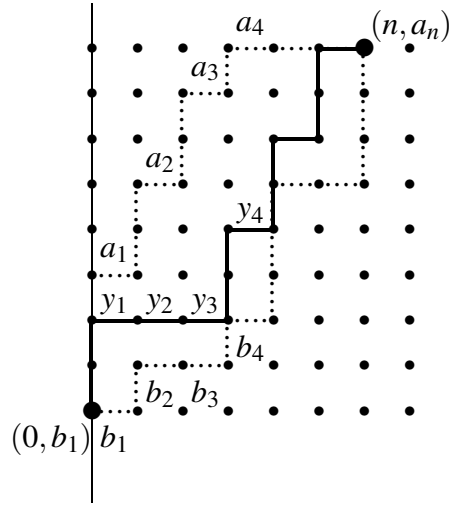 a₄ (n, aₙ)
a₃
a₂
y₄
a₁
y₁ y₂ y₃
b₄
b₂ b₃
(0, b₁) b₁